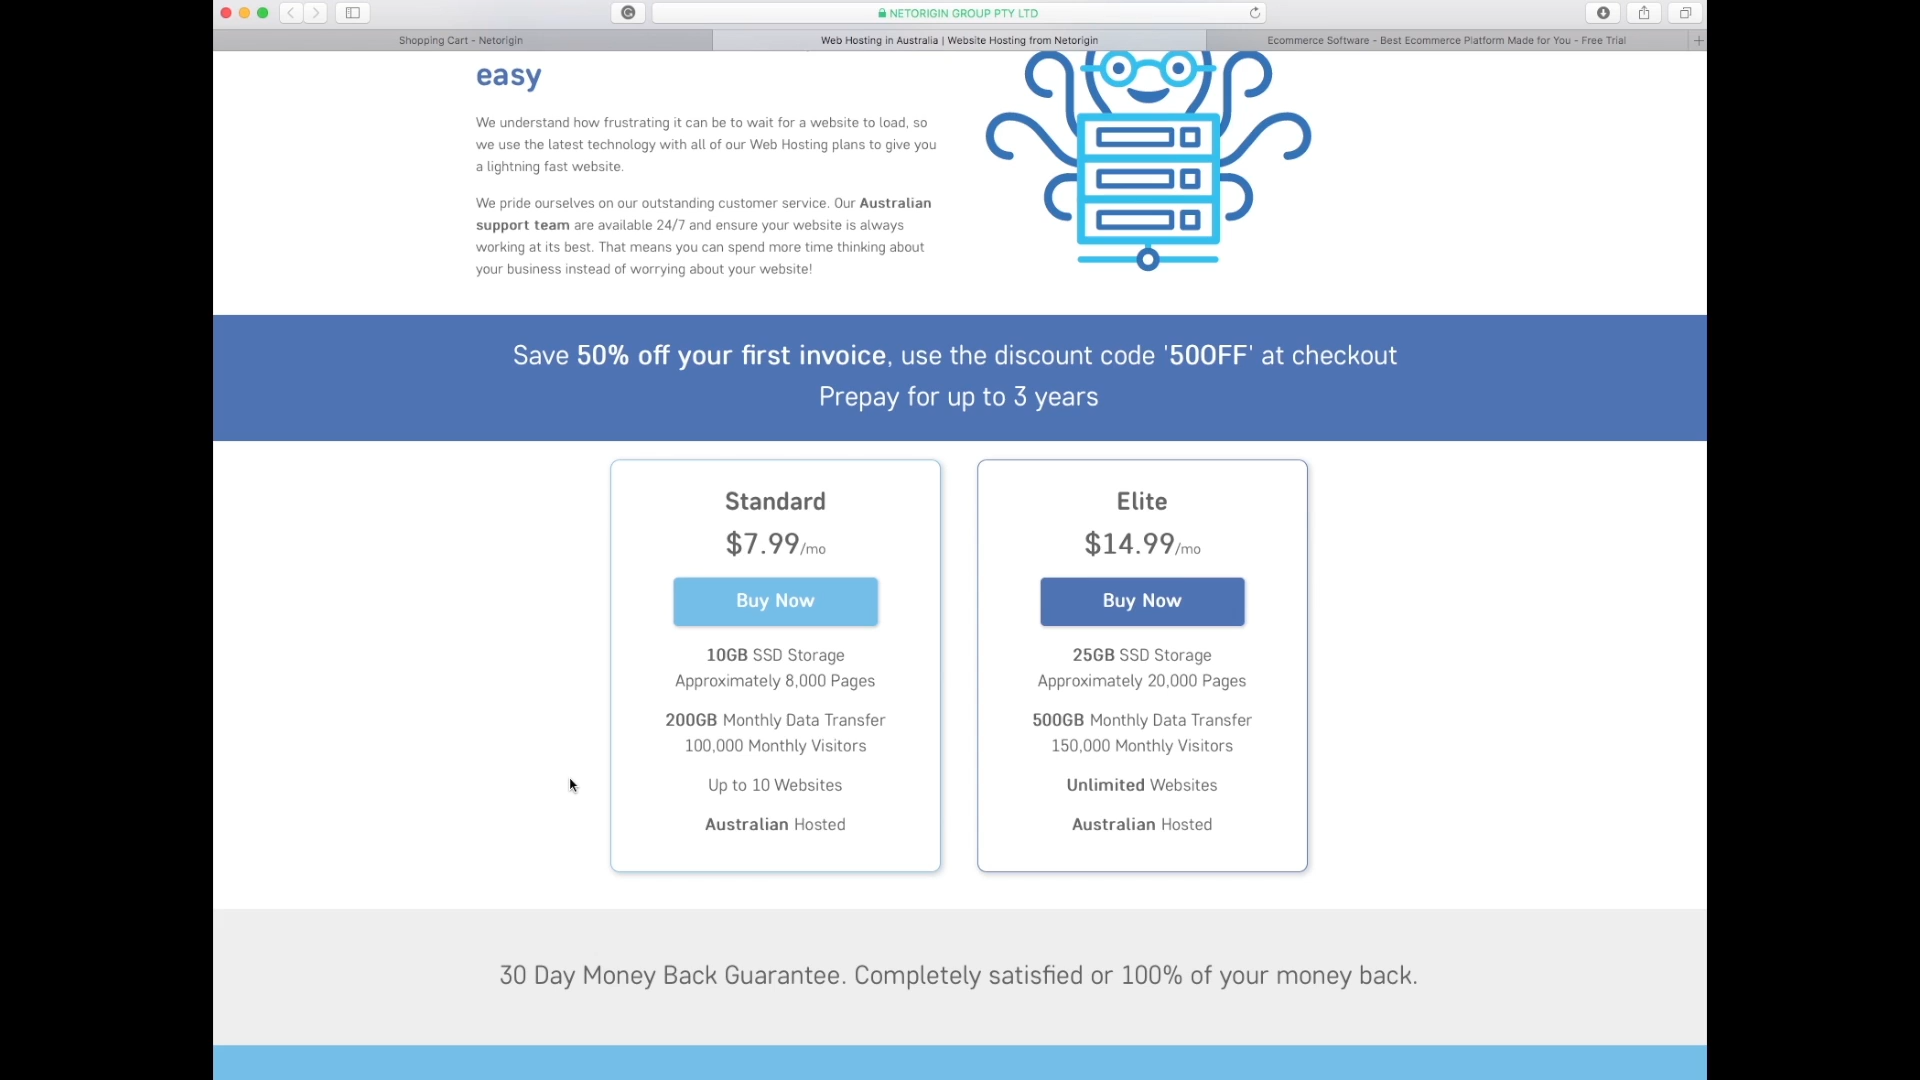 NETORIGIN GROUP PTY LTD
Shopping Cart - Netorigin
Web Hosting in Australia | Website Hosting from Netorigin
Ecommerce Software - Best Ecommerce Platform Made for You - Free Trial
easy
We understand how frustrating it can be to wait for a website to load, so
we use the latest technology with all of our Web Hosting plans to give you
a lightning fast website.
We pride ourselves on our outstanding customer service. Our Australian
support team are available 24/7 and ensure your website is always
working at its best. That means you can spend more time thinking about
your business instead of worrying about your website!
Save 50% off your first invoice, use the discount code '50OFF' at checkout
Prepay for up to 3 years
Standard
$7.99/mo
Buy Now
10GB SSD Storage
Approximately 8,000 Pages
200GB Monthly Data Transfer
100,000 Monthly Visitors
Up to 10 Websites
Australian Hosted
Elite
$14.99/mo
Buy Now
25GB SSD Storage
Approximately 20,000 Pages
500GB Monthly Data Transfer
150,000 Monthly Visitors
Unlimited Websites
Australian Hosted
30 Day Money Back Guarantee. Completely satisfied or 100% of your money back.